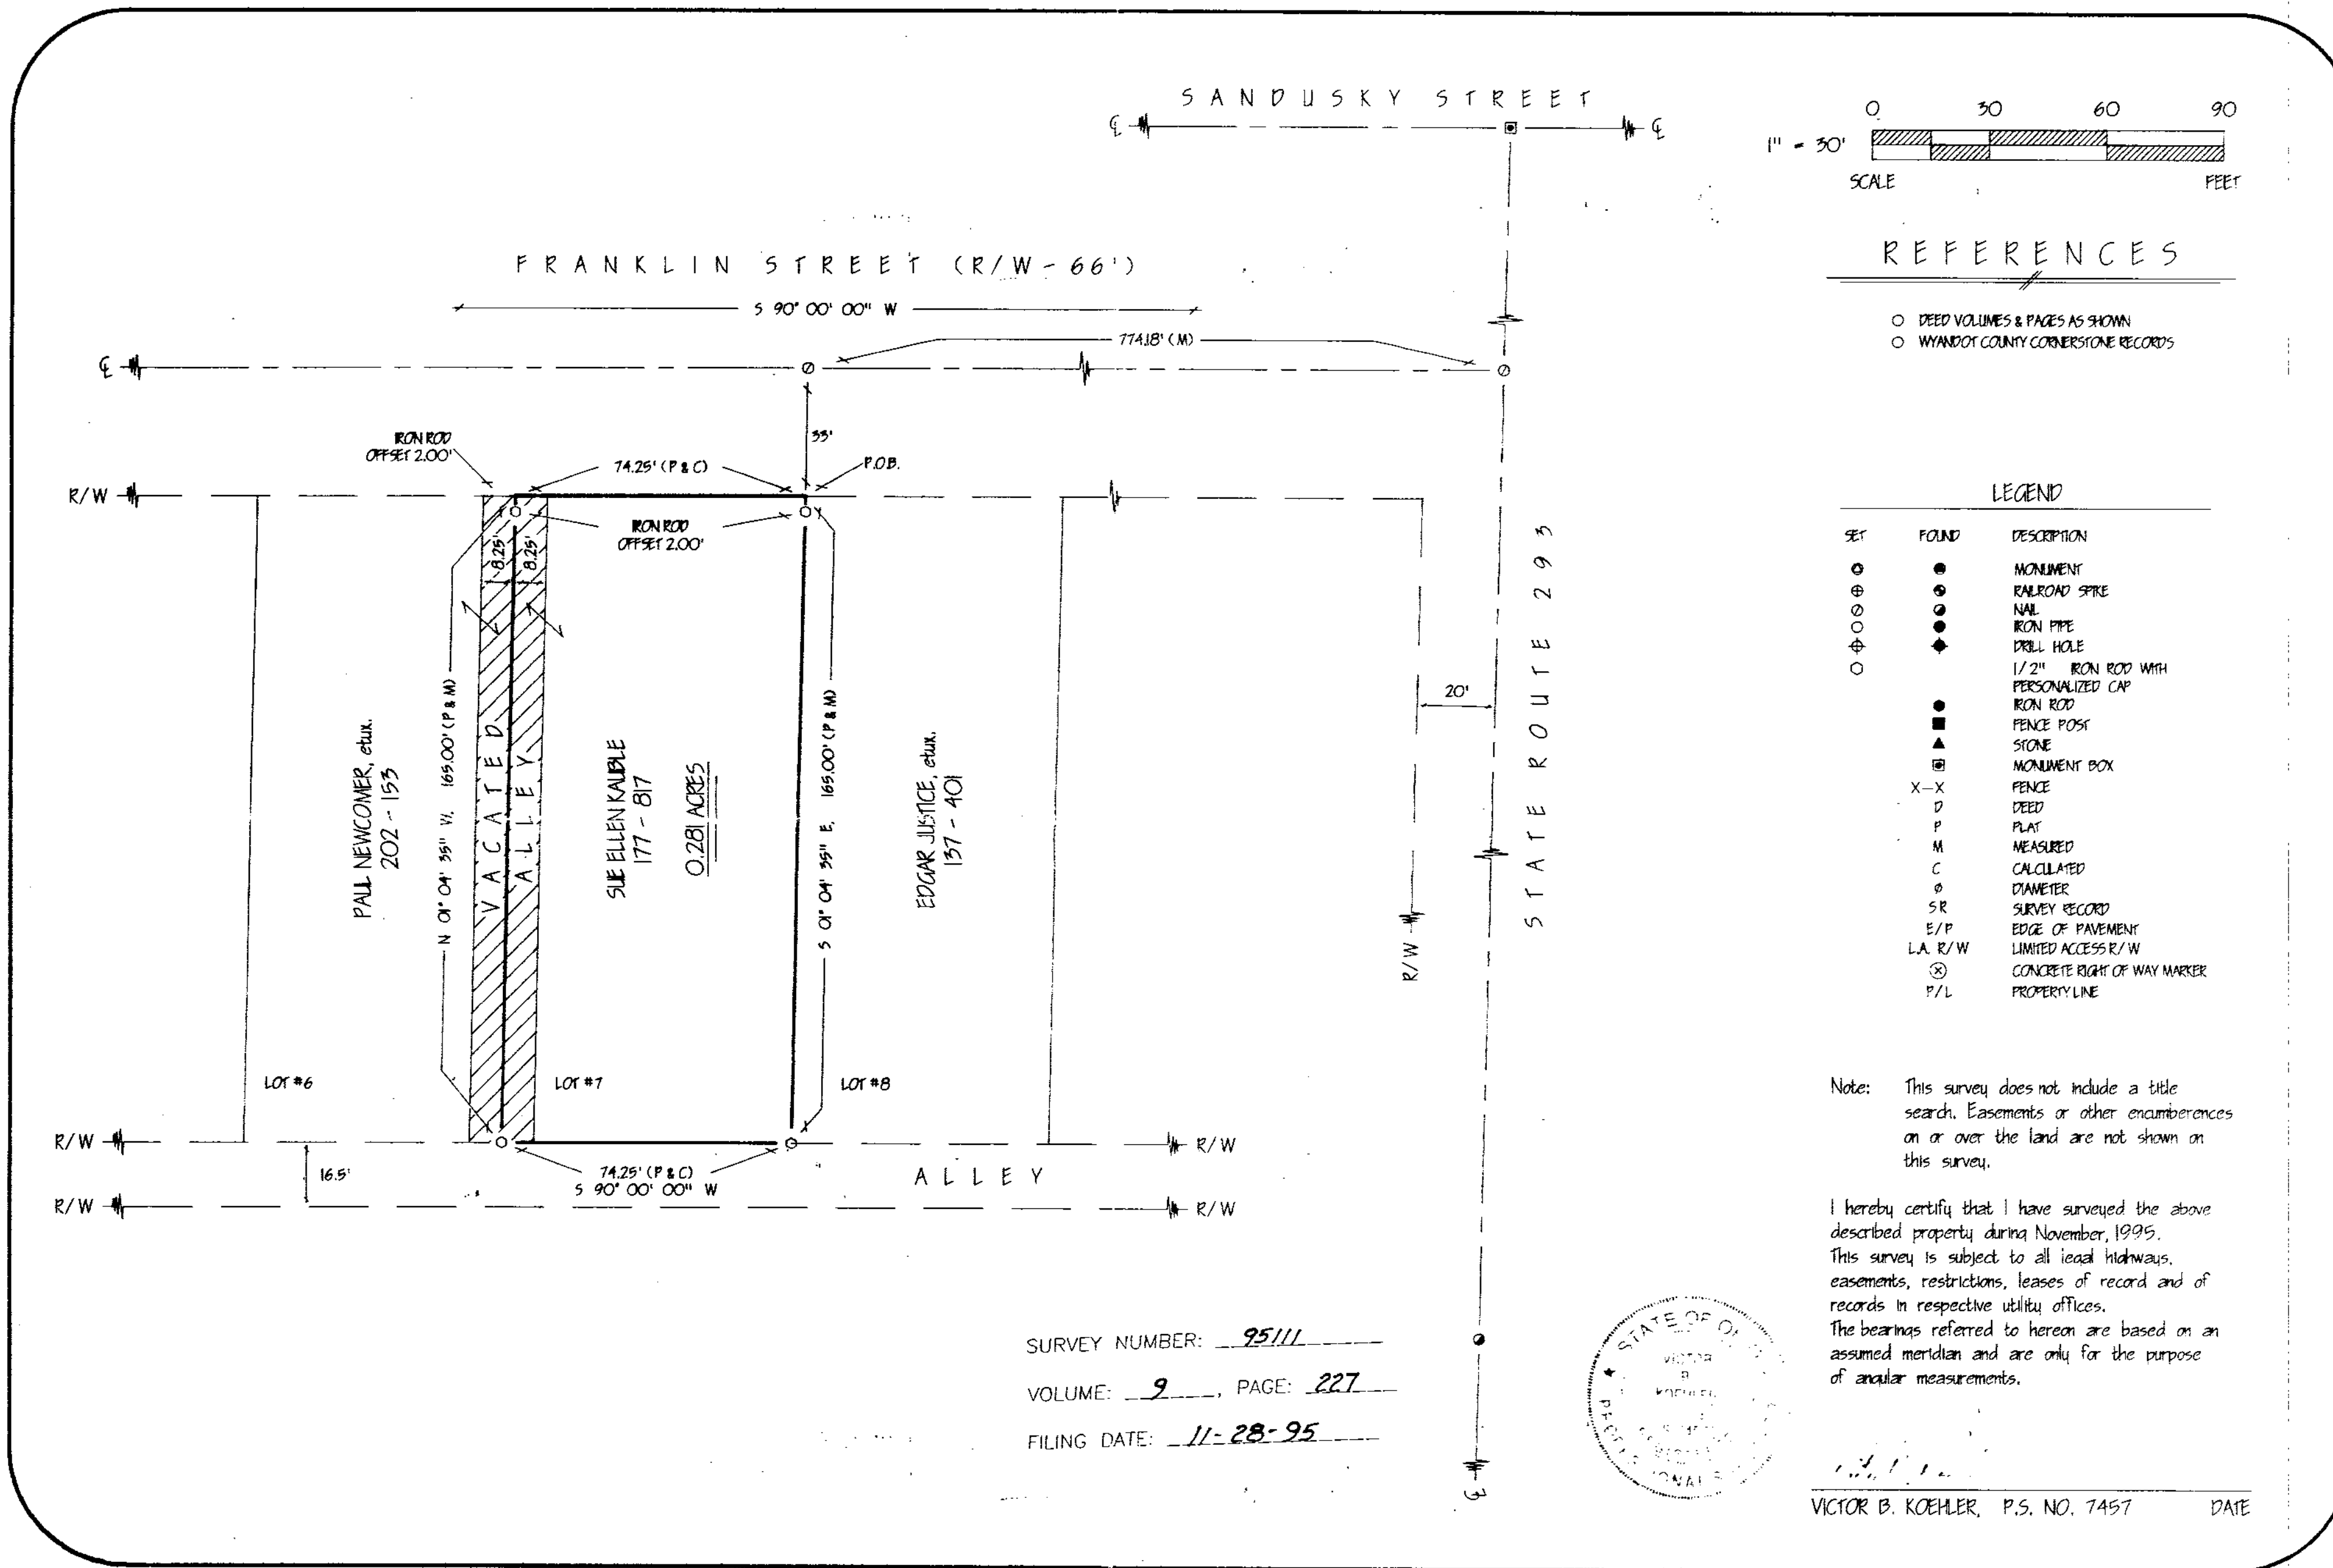 SANDUSKY STREET
℄ ℄
0 30 60 90
1" = 30'
SCALE FEET
FRANKLIN STREET (R/W - 66')
S 90° 00' 00" W
774.18' (M)
℄
33'
IRON ROD
OFFSET 2.00'
74.25' (P & C)
P.O.B.
R/W
IRON ROD
OFFSET 2.00'
8.25' 8.25'
PAUL NEWCOMER, etux.
202 - 153
N 01° 04' 35" W, 165.00' (P & M)
VACATED
ALLEY
SUE ELLEN KAUBLE
177 - 817
0.281 ACRES
S 01° 04' 35" E, 165.00' (P & M)
EDGAR JUSTICE, etux.
137 - 401
R/W
20'
STATE ROUTE 293
LOT #6
LOT #7
LOT #8
R/W R/W
16.5'
74.25' (P & C)
S 90° 00' 00" W
ALLEY
R/W R/W
℄
SURVEY NUMBER: 95111
VOLUME: 9, PAGE: 227
FILING DATE: 11-28-95
REFERENCES
DEED VOLUMES & PAGES AS SHOWN
WYANDOT COUNTY CORNERSTONE RECORDS
LEGEND
SET FOUND DESCRIPTION
MONUMENT
RAILROAD SPIKE
NAIL
IRON PIPE
DRILL HOLE
1/2" IRON ROD WITH
PERSONALIZED CAP
IRON ROD
FENCE POST
STONE
MONUMENT BOX
X-X FENCE
D DEED
P PLAT
M MEASURED
C CALCULATED
ø DIAMETER
SR SURVEY RECORD
E/P EDGE OF PAVEMENT
L.A. R/W LIMITED ACCESS R/W
CONCRETE RIGHT OF WAY MARKER
P/L PROPERTY LINE
Note: This survey does not include a title
search. Easements or other encumberences
on or over the land are not shown on
this survey.
I hereby certify that I have surveyed the above
described property during November, 1995.
This survey is subject to all legal highways,
easements, restrictions, leases of record and of
records in respective utility offices.
The bearings referred to hereon are based on an
assumed meridian and are only for the purpose
of angular measurements.
STATE OF
VICTOR
B
KOEHLER
VICTOR B. KOEHLER, P.S. NO. 7457 DATE